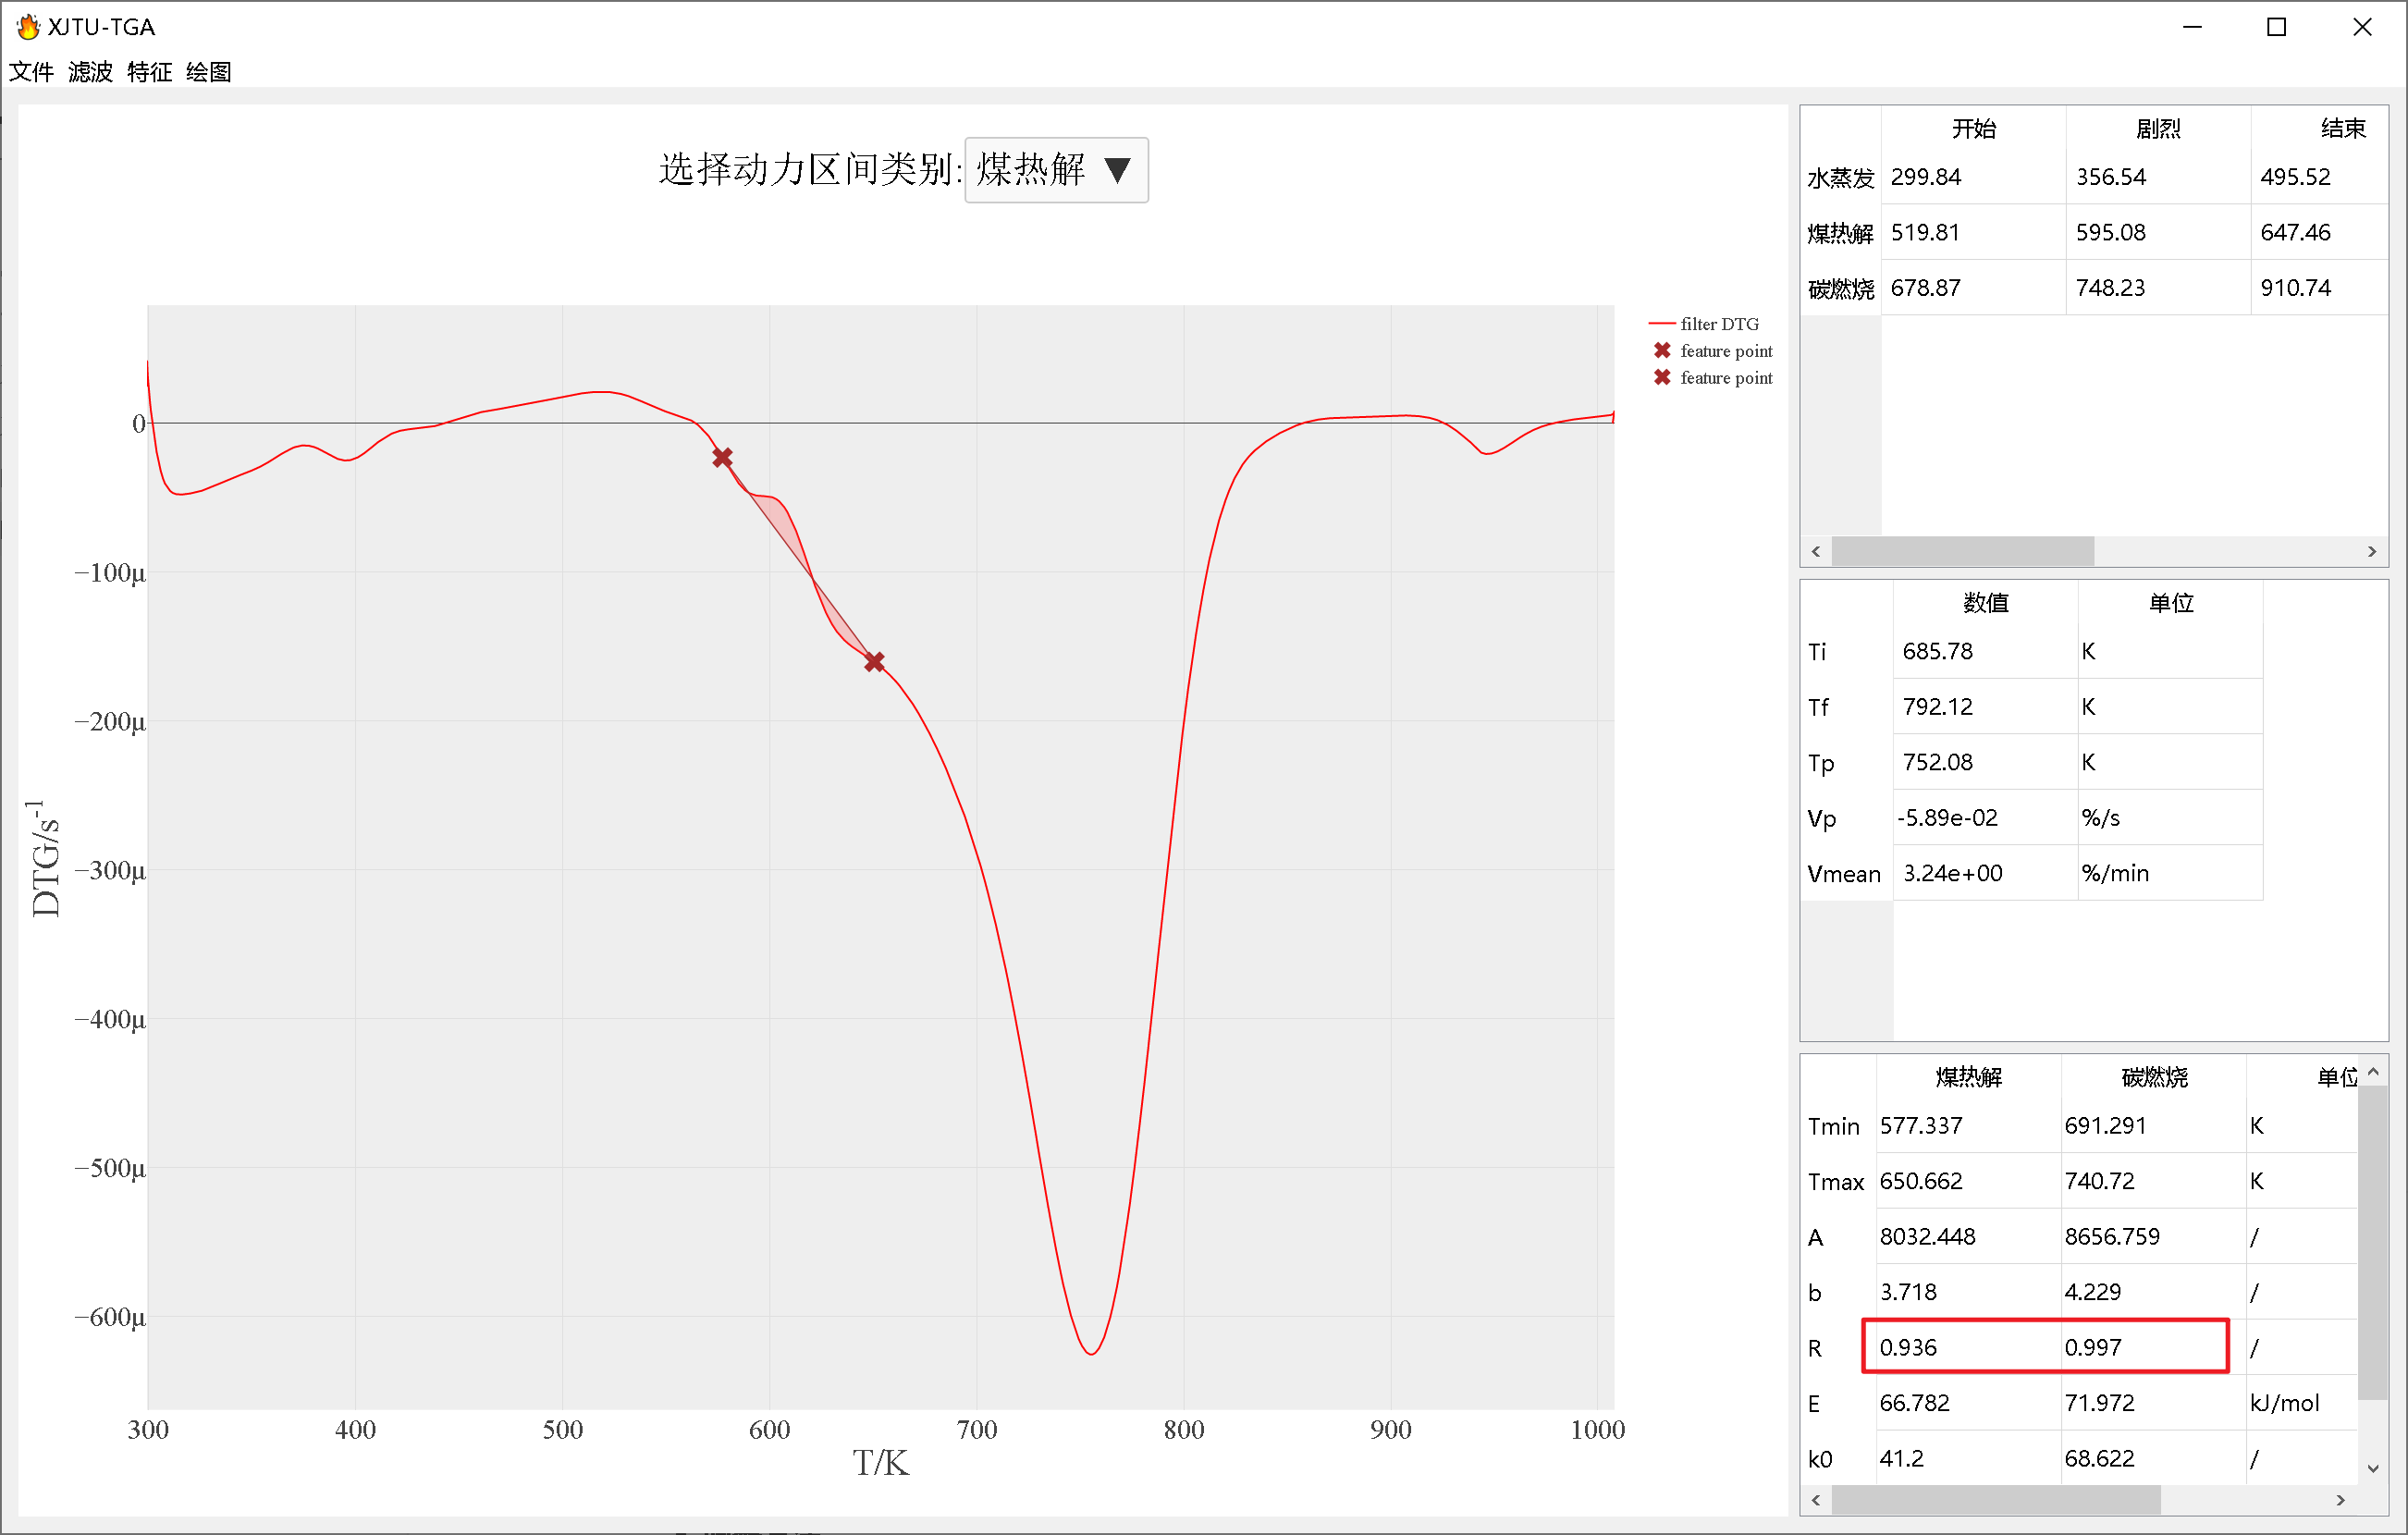 XJTU-TGA
文件 滤波 特征 绘图
选择动力区间类别: 煤热解 ▼
filter DTG
feature point
feature point
0
−100μ
−200μ
−300μ
−400μ
−500μ
−600μ
DTG/s-1
300 400 500 600 700 800 900 1000
T/K
开始 剧烈 结束
水蒸发 299.84 356.54 495.52
煤热解 519.81 595.08 647.46
碳燃烧 678.87 748.23 910.74
数值 单位
Ti 685.78 K
Tf 792.12 K
Tp 752.08 K
Vp -5.89e-02 %/s
Vmean 3.24e+00 %/min
煤热解 碳燃烧 单位
Tmin 577.337 691.291 K
Tmax 650.662 740.72 K
A 8032.448 8656.759 /
b 3.718 4.229 /
R 0.936 0.997 /
E 66.782 71.972 kJ/mol
k0 41.2 68.622 /